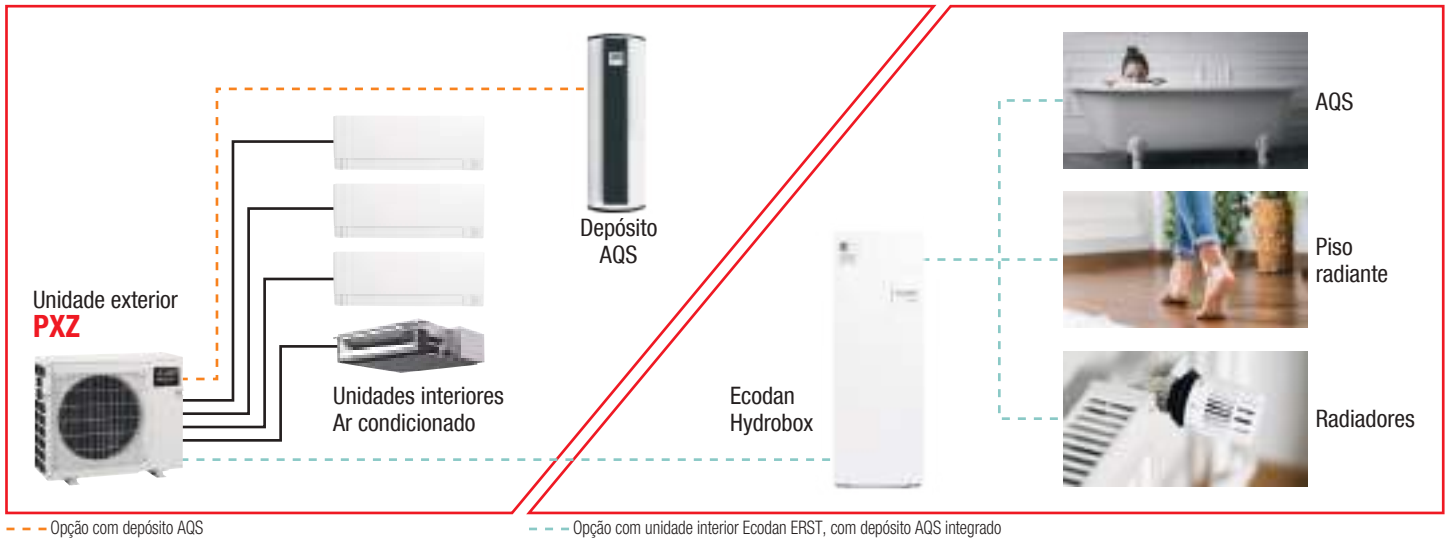 Depósito
AQS
Unidade exterior
PXZ
Unidades interiores
Ar condicionado
Ecodan
Hydrobox
AQS
Piso
radiante
Radiadores
Opção com depósito AQS
Opção com unidade interior Ecodan ERST, com depósito AQS integrado